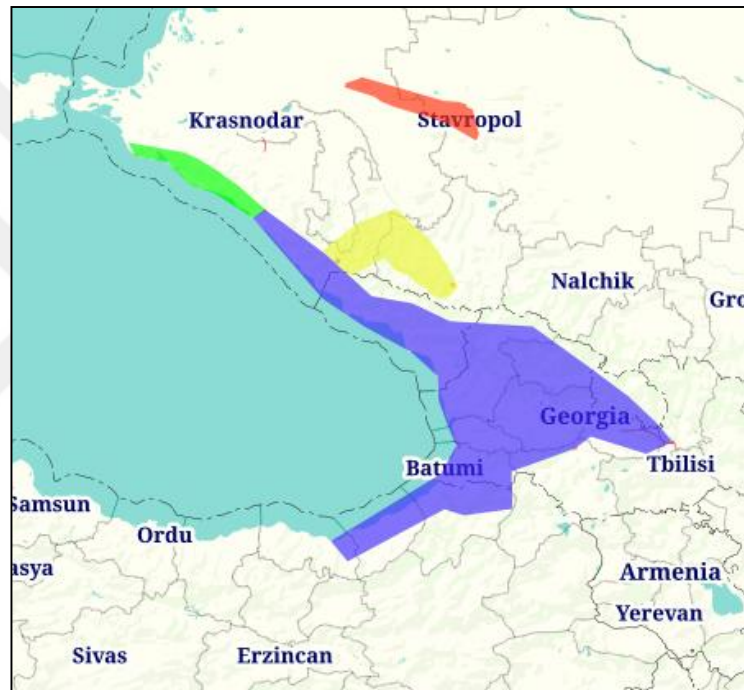 Krasnodar
Stavropol
Nalchik
Gro
Georgia
Batumi
Tbilisi
Samsun
Ordu
asya
Armenia
Yerevan
Sivas
Erzincan